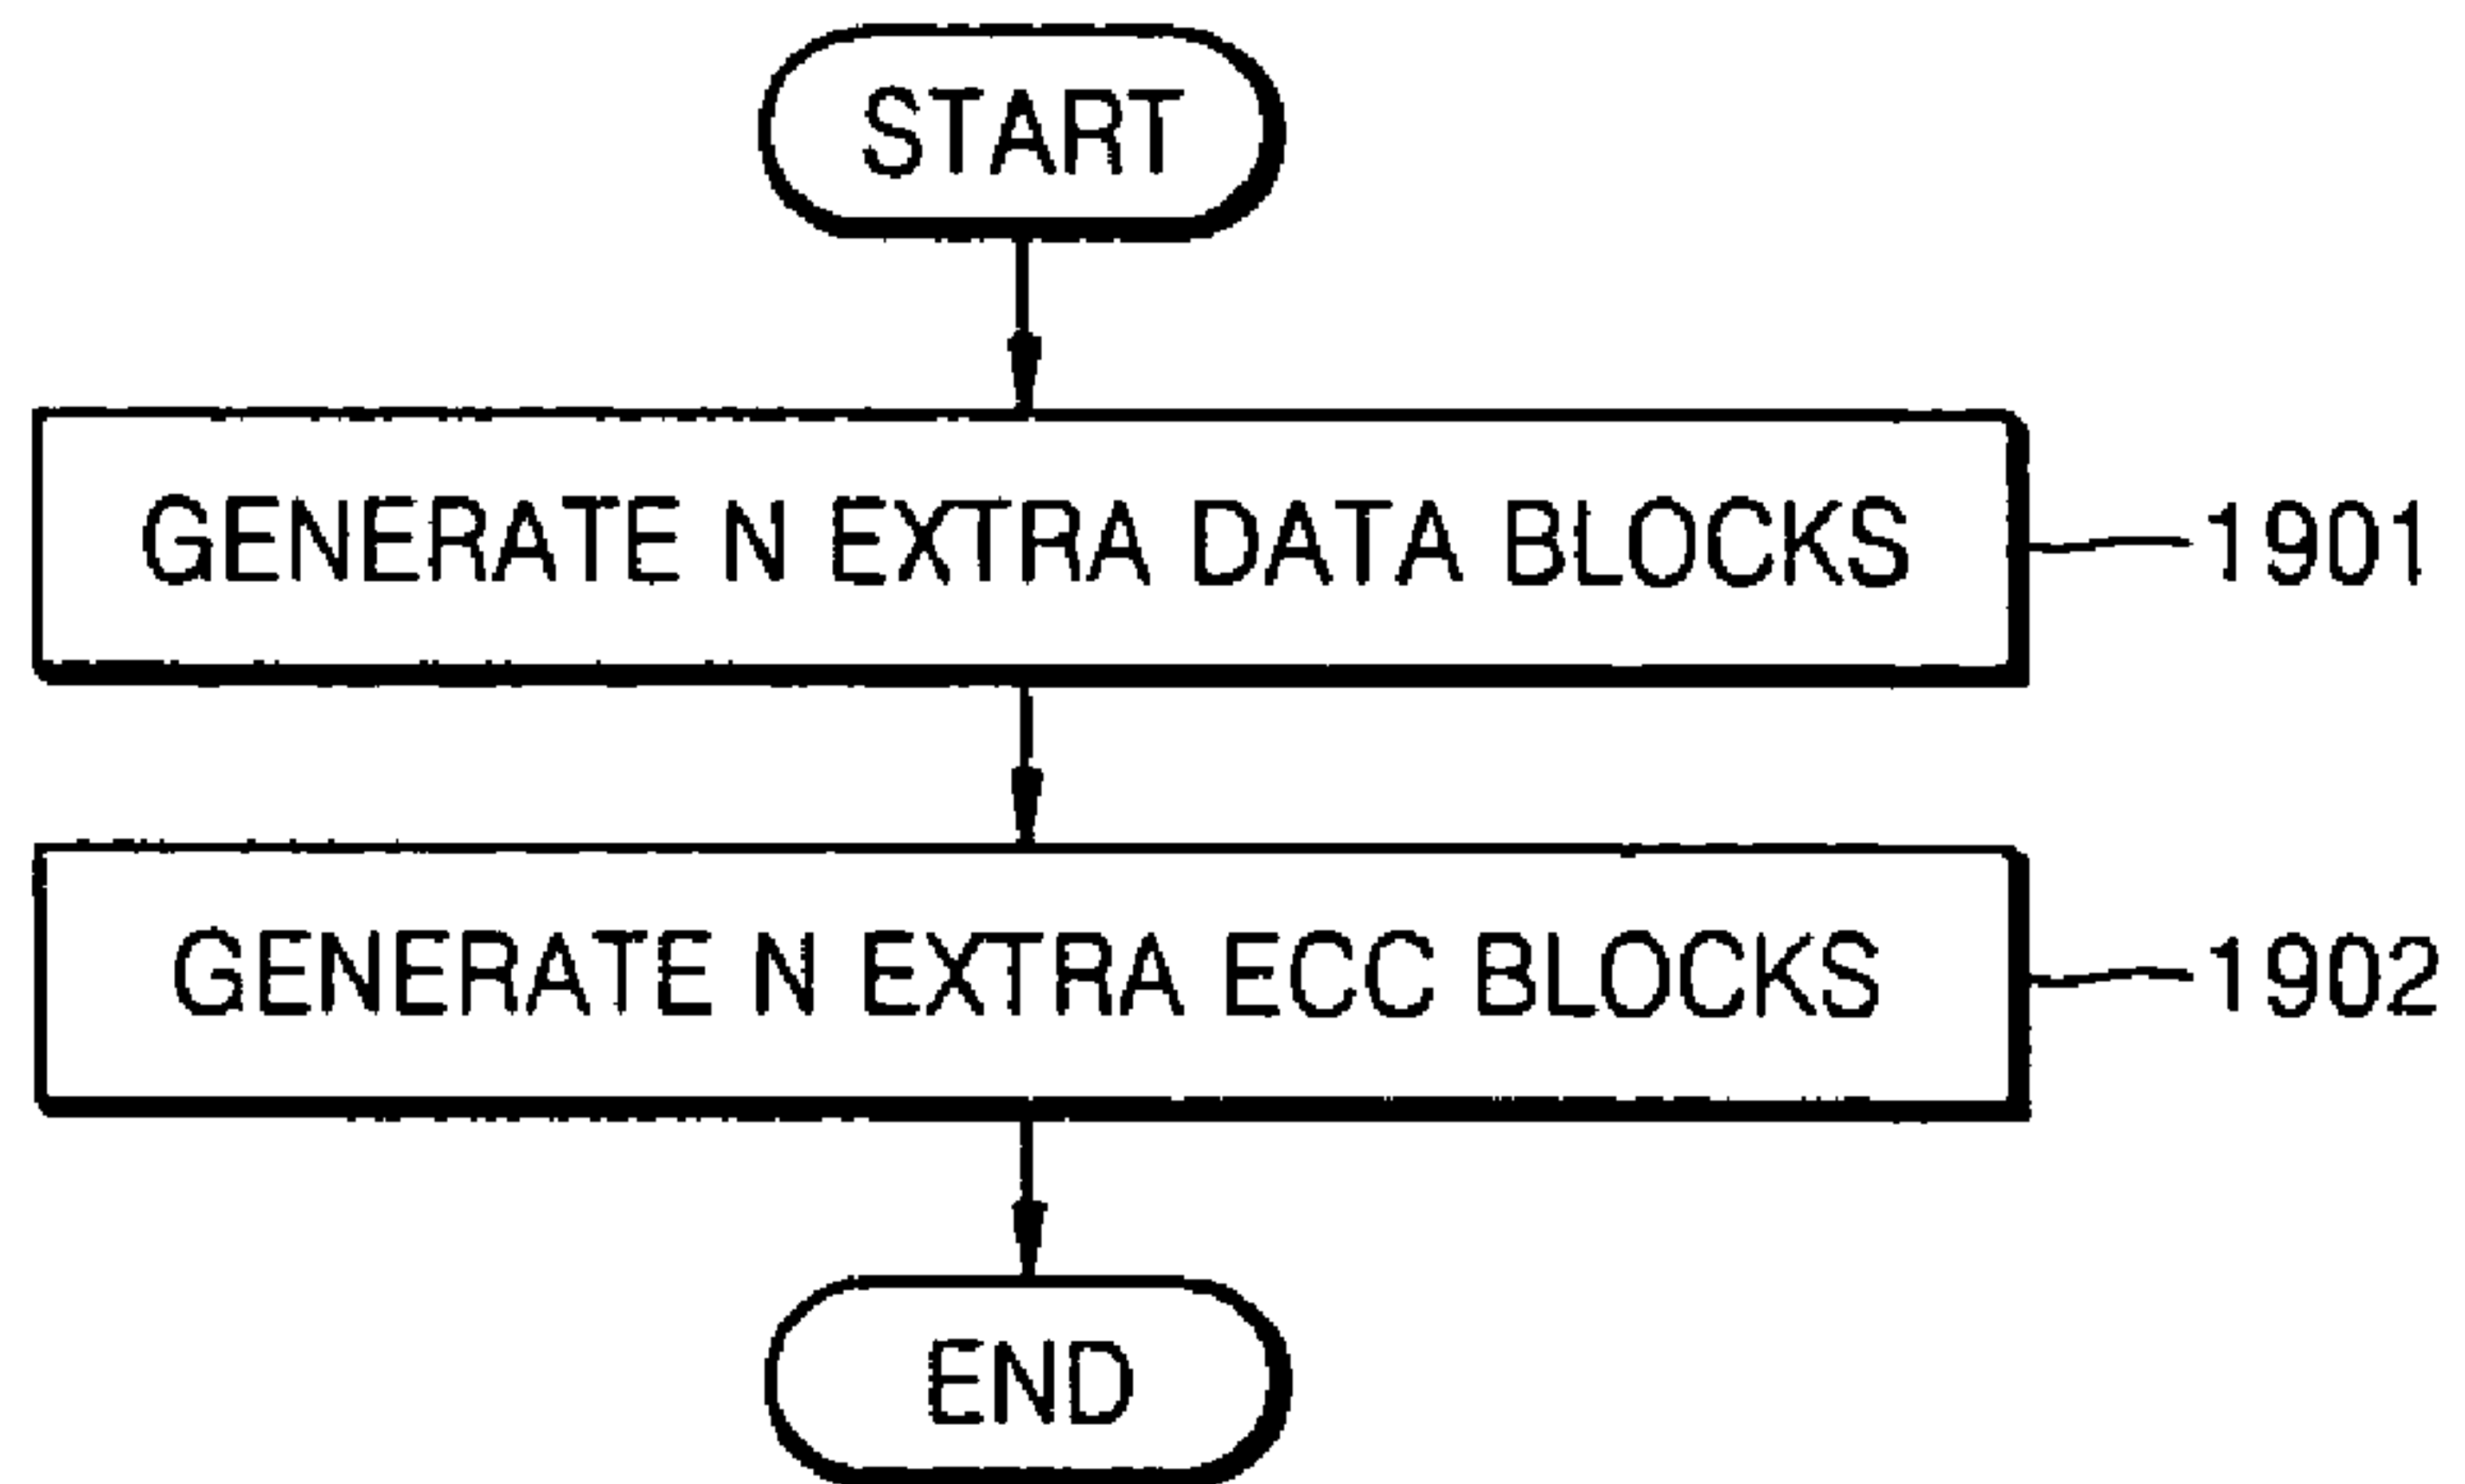 START
GENERATE N EXTRA DATA BLOCKS 1901
GENERATE N EXTRA ECC BLOCKS 1902
END